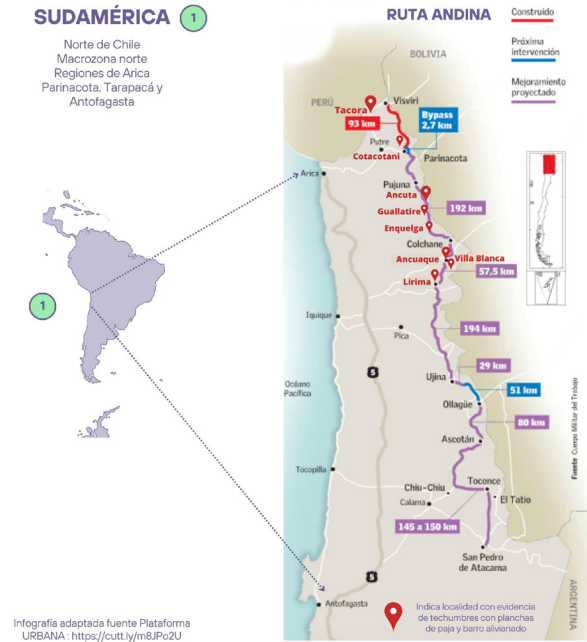 SUDAMÉRICA 1
Norte de Chile
Macrozona norte
Regiones de Arica
Parinacota, Tarapacá y
Antofagasta
1
RUTA ANDINA
Construido
Próxima
intervención
Mejoramiento
proyectado
BOLIVIA
PERÚ
Visviri
Tacora
93 km
Bypass
2,7 km
Putre
Cotacotani
Parinacota
Arica
Pujuna
Ancuta
Guallatire
192 km
Enquelga
Colchane
Ancuaque
Villa Blanca
57,5 km
Lirima
Iquique
194 km
Pica
29 km
Ujina
5
51 km
Océano
Pacífico
Ollagüe
80 km
Ascotán
Tocopilla
Chiu-Chiu
Toconce
Calama
El Tatio
145 a 150 km
San Pedro
de Atacama
5
Antofagasta
ARGENTINA
Fuente Cuerpo Militar del Trabajo
Indica localidad con evidencia
de techumbres con planchas
de paja y barro alivianado
Infografía adaptada fuente Plataforma
URBANA : https://cutt.ly/m8JPo2U